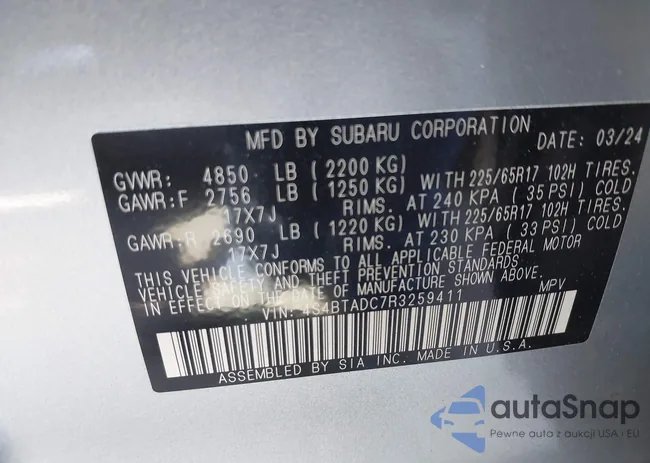 MFD BY SUBARU CORPORATION DATE: 03/24
GVWR: 4850 LB (2200 KG)
GAWR:F 2756 LB (1250 KG) WITH 225/65R17 102H TIRES.
17X7J RIMS. AT 240 KPA (35 PSI) COLD
GAWR:R 2690 LB (1220 KG) WITH 225/65R17 102H TIRES.
17X7J RIMS. AT 230 KPA (33 PSI) COLD
THIS VEHICLE CONFORMS TO ALL APPLICABLE FEDERAL MOTOR
VEHICLE SAFETY STANDARDS IN EFFECT ON THE DATE OF MANUFACTURE SHOWN ABOVE.
VIN: 4S4BTADC7R3259411 MPV
ASSEMBLED BY SIA INC. MADE IN U.S.A.
autaSnap
Pewne auto z aukcji USA i EU